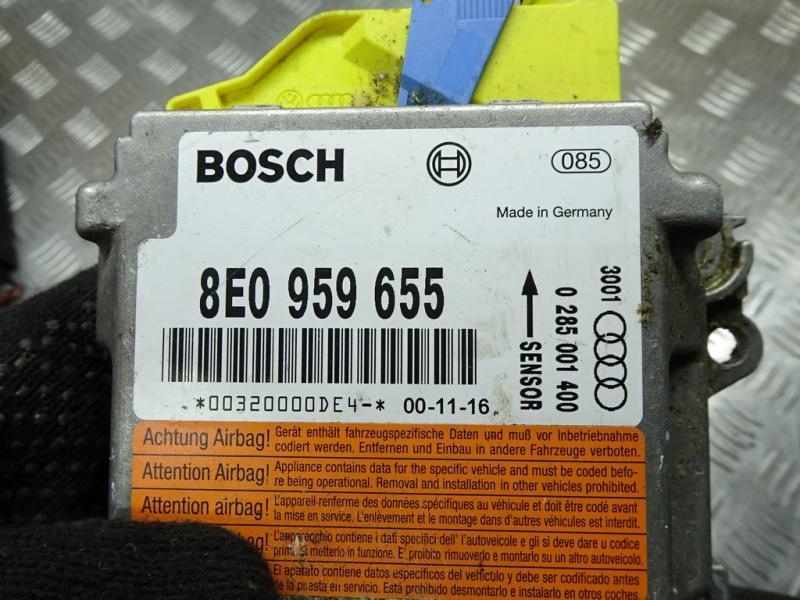 BOSCH
085
Made in Germany
8E0 959 655
SENSOR
0 285 001 400
3001
*00320000DE4-* 00-11-16
Achtung Airbag! Gerät enthält fahrzeugspezifische Daten und muß vor Inbetriebnahme
codiert werden. Entfernen und Einbau in andere Fahrzeuge verboten.
Attention Airbag! Appliance contains data for the specific vehicle and must be coded befo-
re being operational. Removal and installation in other vehicles prohibited.
Attention airbag! L'appareil renferme des données spécifiques au véhicule et doit être codé avant
la mise en service. L'enlèvement et le montage dans d'autres véhicules est interdit.
Airbag! L'apparecchio contiene i dati specifici dell' l'autoveicolo e gli si deve dare u codice
prima metterlo in funzione. E' proibito rimuoverlo e montarlo su un altro autoveicolo.
El aparato contiene datos específicos del vehículo y debe ser codificado antes
de la puesta en servicio. Está prohibido desmontarlo e instalarlo en otros coches